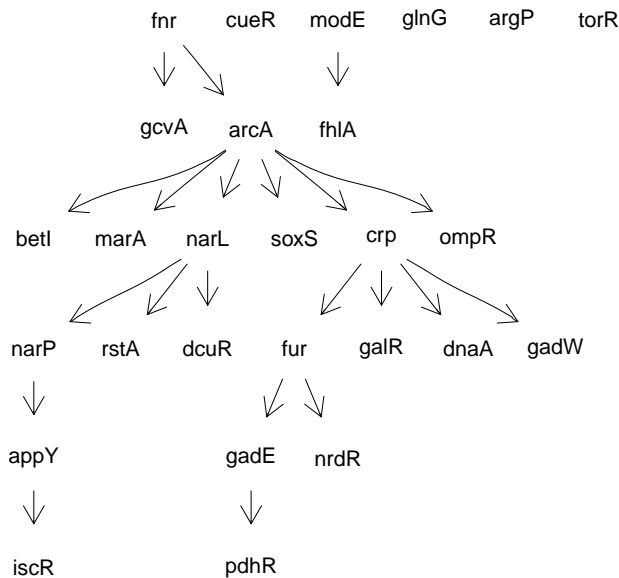 fnr cueR modE glnG argP torR
gcvA arcA fhlA
betI marA narL soxS crp ompR
narP rstA dcuR fur galR dnaA gadW
appY gadE nrdR
iscR pdhR